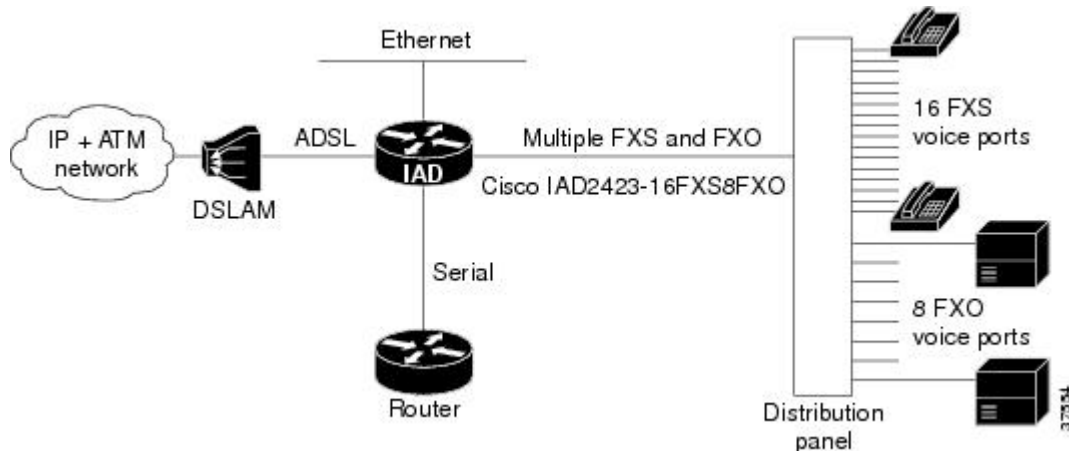 Ethernet
IP + ATM
network
DSLAM
ADSL
IAD
Multiple FXS and FXO
Cisco IAD2423-16FXS8FXO
Serial
Router
16 FXS
voice ports
8 FXO
voice ports
Distribution
panel
37554